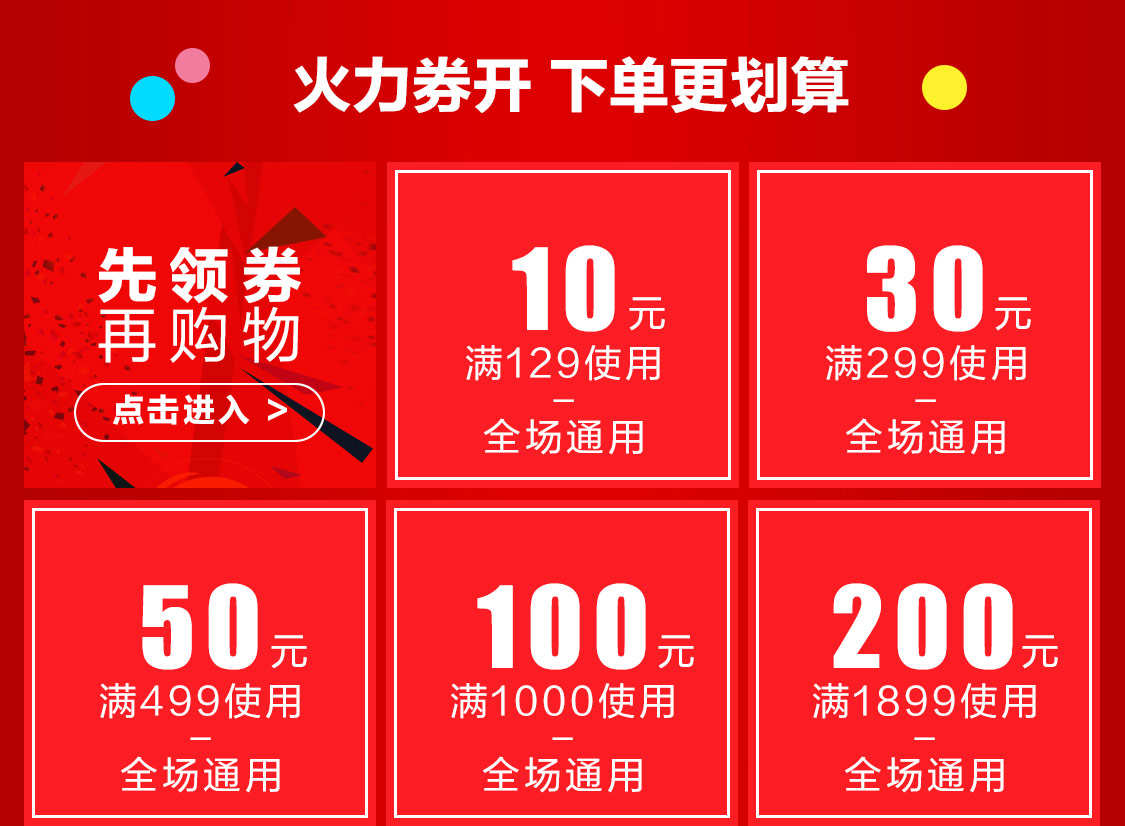 火力券开 下单更划算
先领券
再购物
点击进入 >
10元
满129使用
全场通用
30元
满299使用
全场通用
50元
满499使用
全场通用
100元
满1000使用
全场通用
200元
满1899使用
全场通用